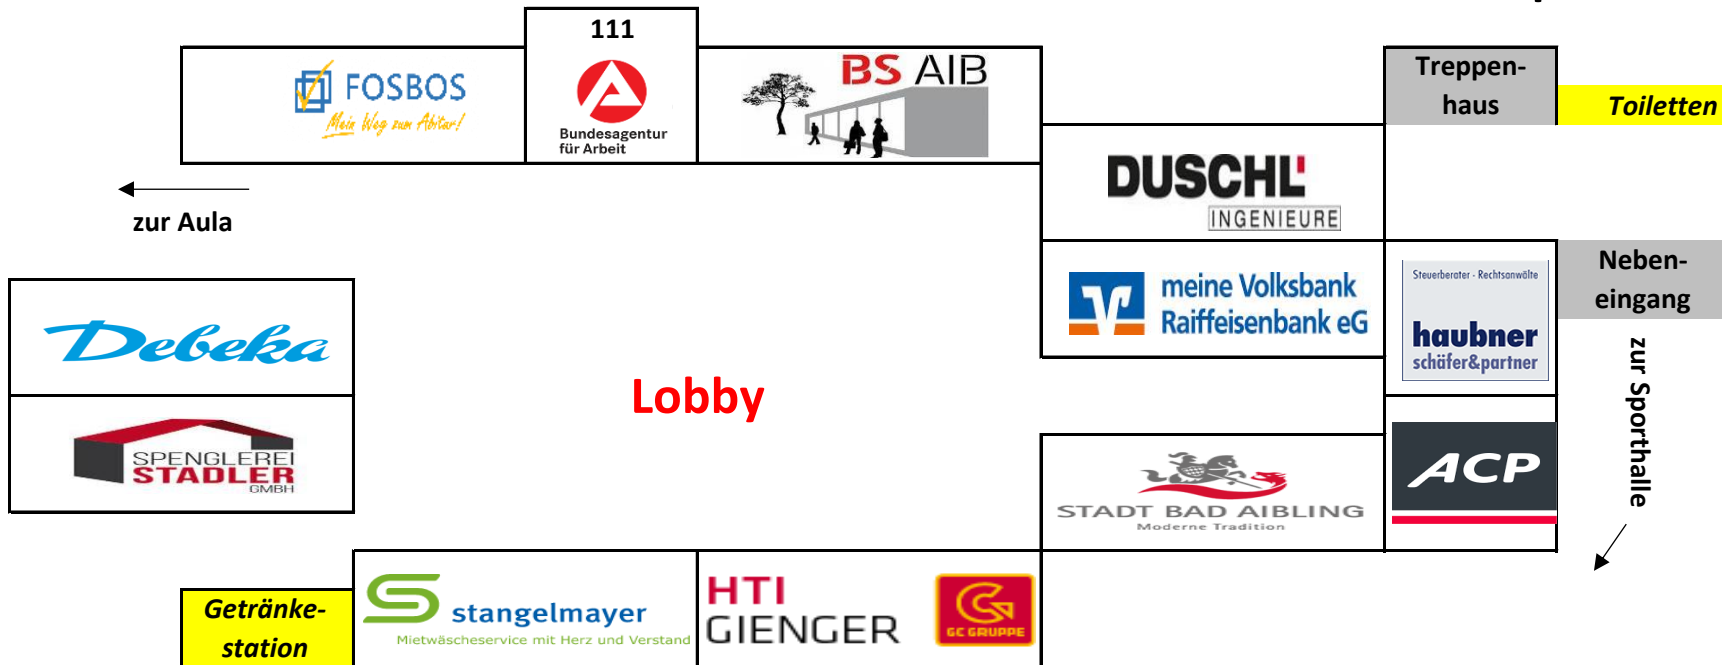 111
FOSBOS
Mein Weg zum Abitur!
Bundesagentur
für Arbeit
BS AIB
Treppen-
haus
Toiletten
zur Aula
DUSCHL
INGENIEURE
meine Volksbank
Raiffeisenbank eG
Steuerberater - Rechtsanwälte
haubner
schäfer&partner
Neben-
eingang
zur Sporthalle
Debeka
SPENGLEREI
STADLER
GMBH
Lobby
STADT BAD AIBLING
Moderne Tradition
ACP
Getränke-
station
stangelmayer
Mietwäscheservice mit Herz und Verstand
HTI
GIENGER
GC GRUPPE